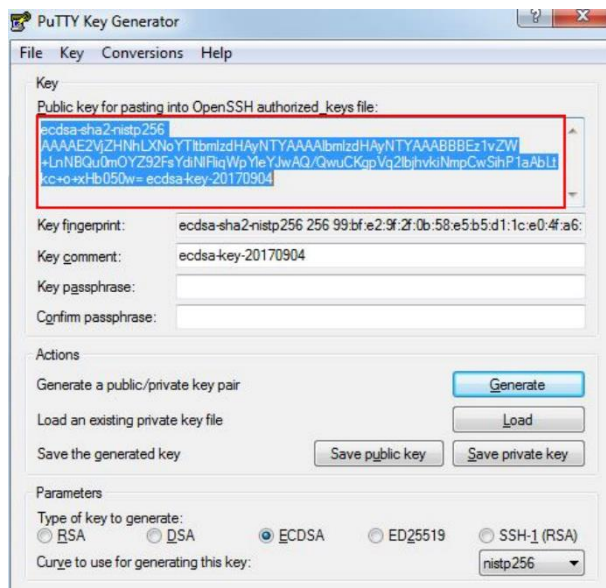 PuTTY Key Generator
File Key Conversions Help
Key
Public key for pasting into OpenSSH authorized_keys file:
ecdsa-sha2-nistp256
AAAAE2VjZHNhLXNoYTItbmlzdHAyNTYAAAAIbmlzdHAyNTYAAABBBEz1vZW
+LnNBQu0mOYZ92FsYdiNlFliqWpYleYJwAQ/QwuCKgpVq2lbjhvkiNmpCwSihP1aAbLt
kc+o+xHb050w= ecdsa-key-20170904
Key fingerprint: ecdsa-sha2-nistp256 256 99:bf:e2:9f:2f:0b:58:e5:b5:d1:1c:e0:4f:a6:
Key comment: ecdsa-key-20170904
Key passphrase:
Confirm passphrase:
Actions
Generate a public/private key pair Generate
Load an existing private key file Load
Save the generated key Save public key Save private key
Parameters
Type of key to generate:
RSA DSA ECDSA ED25519 SSH-1 (RSA)
Curve to use for generating this key: nistp256